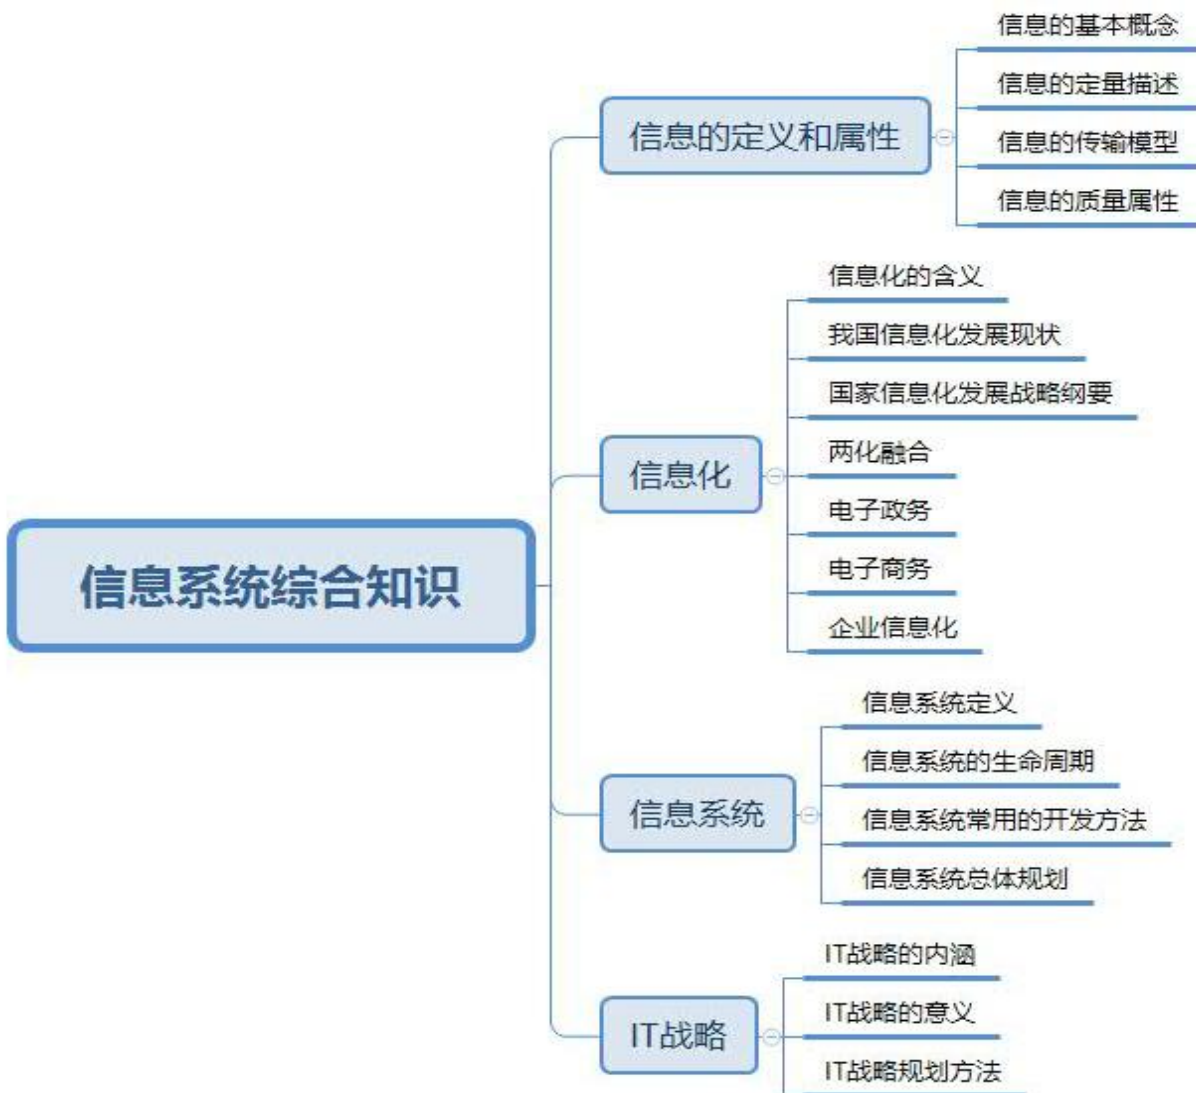 信息系统综合知识
信息的定义和属性
信息的基本概念
信息的定量描述
信息的传输模型
信息的质量属性
信息化
信息化的含义
我国信息化发展现状
国家信息化发展战略纲要
两化融合
电子政务
电子商务
企业信息化
信息系统
信息系统定义
信息系统的生命周期
信息系统常用的开发方法
信息系统总体规划
IT战略
IT战略的内涵
IT战略的意义
IT战略规划方法